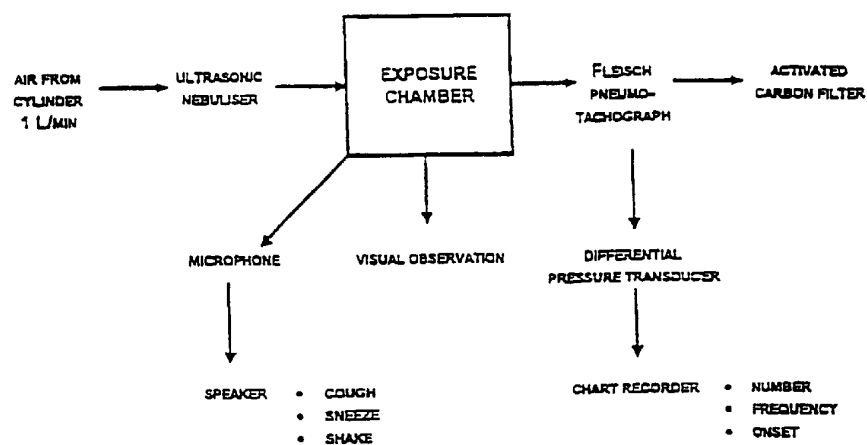 AIR FROM
CYLINDER
1 L/MIN
ULTRASONIC
NEBULISER
EXPOSURE
CHAMBER
FLEISCH
PNEUMO-
TACHOGRAPH
ACTIVATED
CARBON FILTER
MICROPHONE
VISUAL OBSERVATION
DIFFERENTIAL
PRESSURE TRANSDUCER
SPEAKER • COUGH
• SNEEZE
• SHAKE
CHART RECORDER • NUMBER
• FREQUENCY
• ONSET